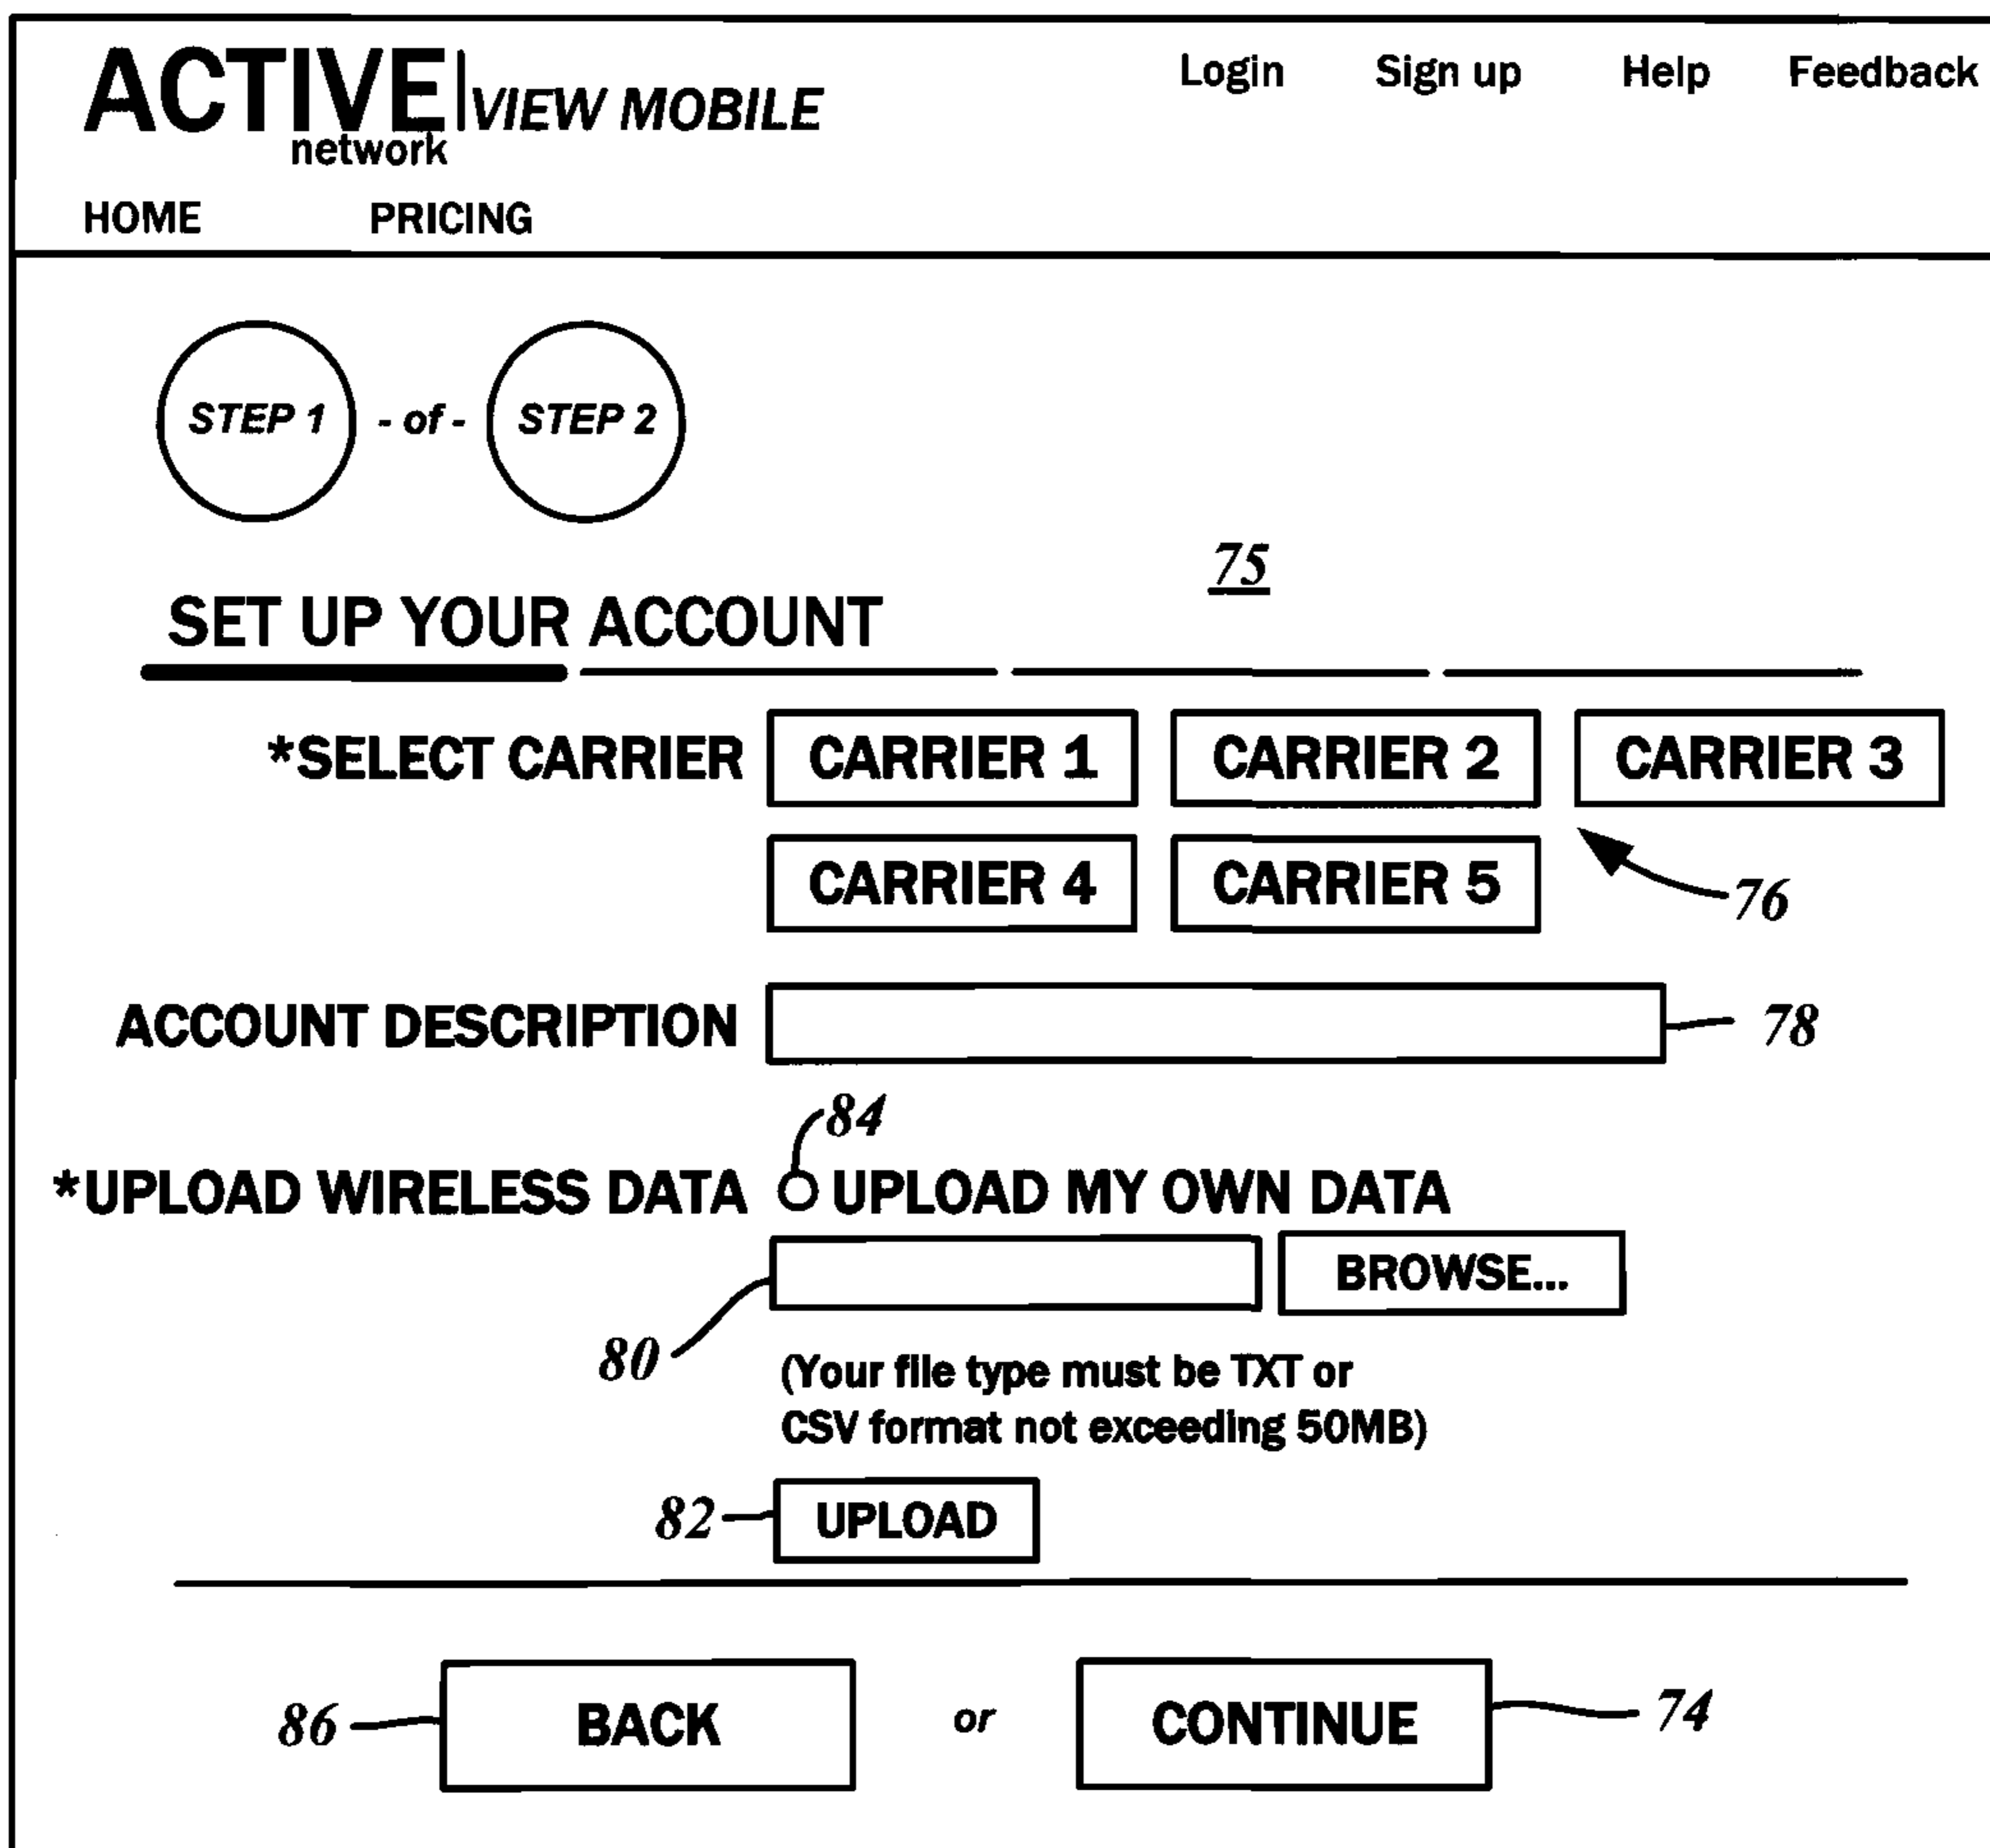 ACTIVE VIEW MOBILE Login Sign up Help Feedback
network
HOME PRICING
STEP 1 - of - STEP 2
75
SET UP YOUR ACCOUNT
*SELECT CARRIER CARRIER 1 CARRIER 2 CARRIER 3
CARRIER 4 CARRIER 5
76
ACCOUNT DESCRIPTION 78
84
*UPLOAD WIRELESS DATA UPLOAD MY OWN DATA
BROWSE...
80
(Your file type must be TXT or
CSV format not exceeding 50MB)
82 UPLOAD
86 BACK or CONTINUE 74